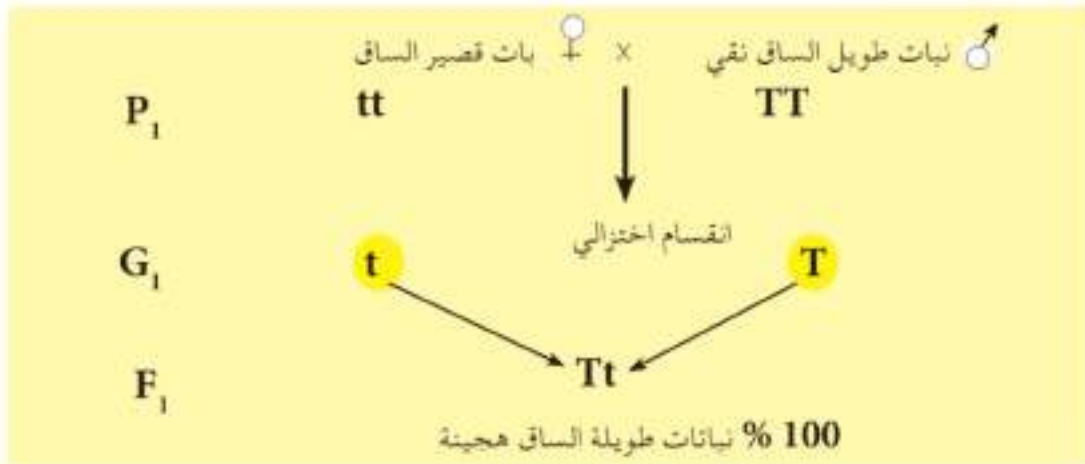 نبات طويل الساق نقي × بات قصير الساق
P₁ TT tt
انقسام اختزالي
G₁ T t
F₁ Tt
100 % نباتات طويلة الساق هجينة